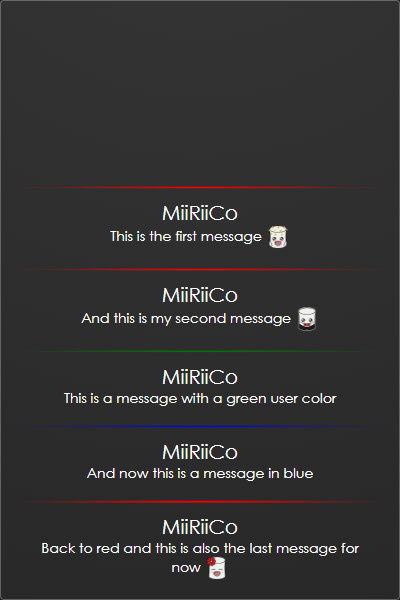 MiiRiiCo
This is the first message
MiiRiiCo
And this is my second message
MiiRiiCo
This is a message with a green user color
MiiRiiCo
And now this is a message in blue
MiiRiiCo
Back to red and this is also the last message for
now